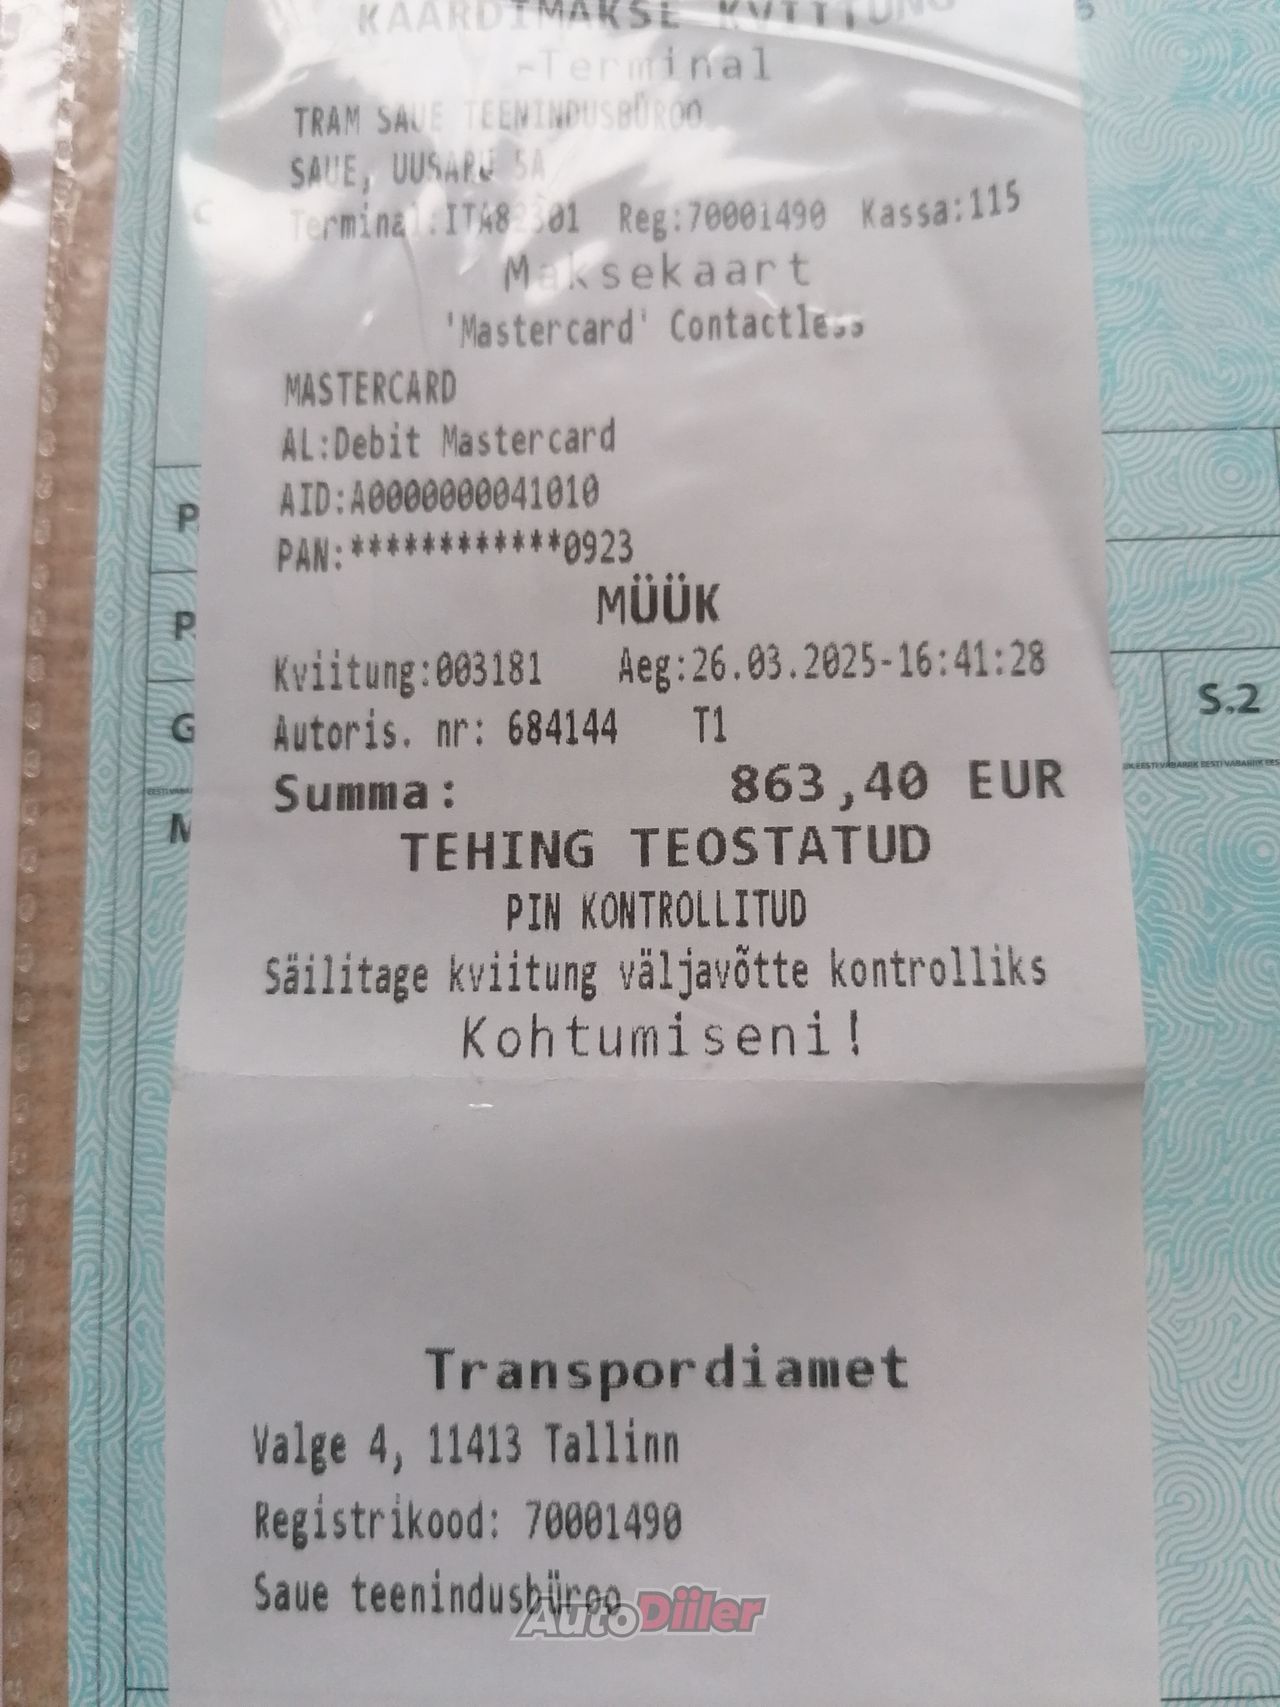 KAARDIMAKSE KVIITUNG
-Terminal
TRAM SAUE TEENINDUSBÜROO
SAUE, UUSARU 5A
Terminal:ITA82301 Reg:70001490 Kassa:115
Maksekaart
'Mastercard' Contactless
MASTERCARD
AL:Debit Mastercard
AID:A0000000041010
PAN:************0923
MÜÜK
Kviitung:003181 Aeg:26.03.2025-16:41:28
Autoris. nr: 684144 T1
Summa: 863,40 EUR
TEHING TEOSTATUD
PIN KONTROLLITUD
Säilitage kviitung väljavõtte kontrolliks
Kohtumiseni!
Transpordiamet
Valge 4, 11413 Tallinn
Registrikood: 70001490
Saue teenindusbüroo
AutoDiiler
S.2
P
P
G
M